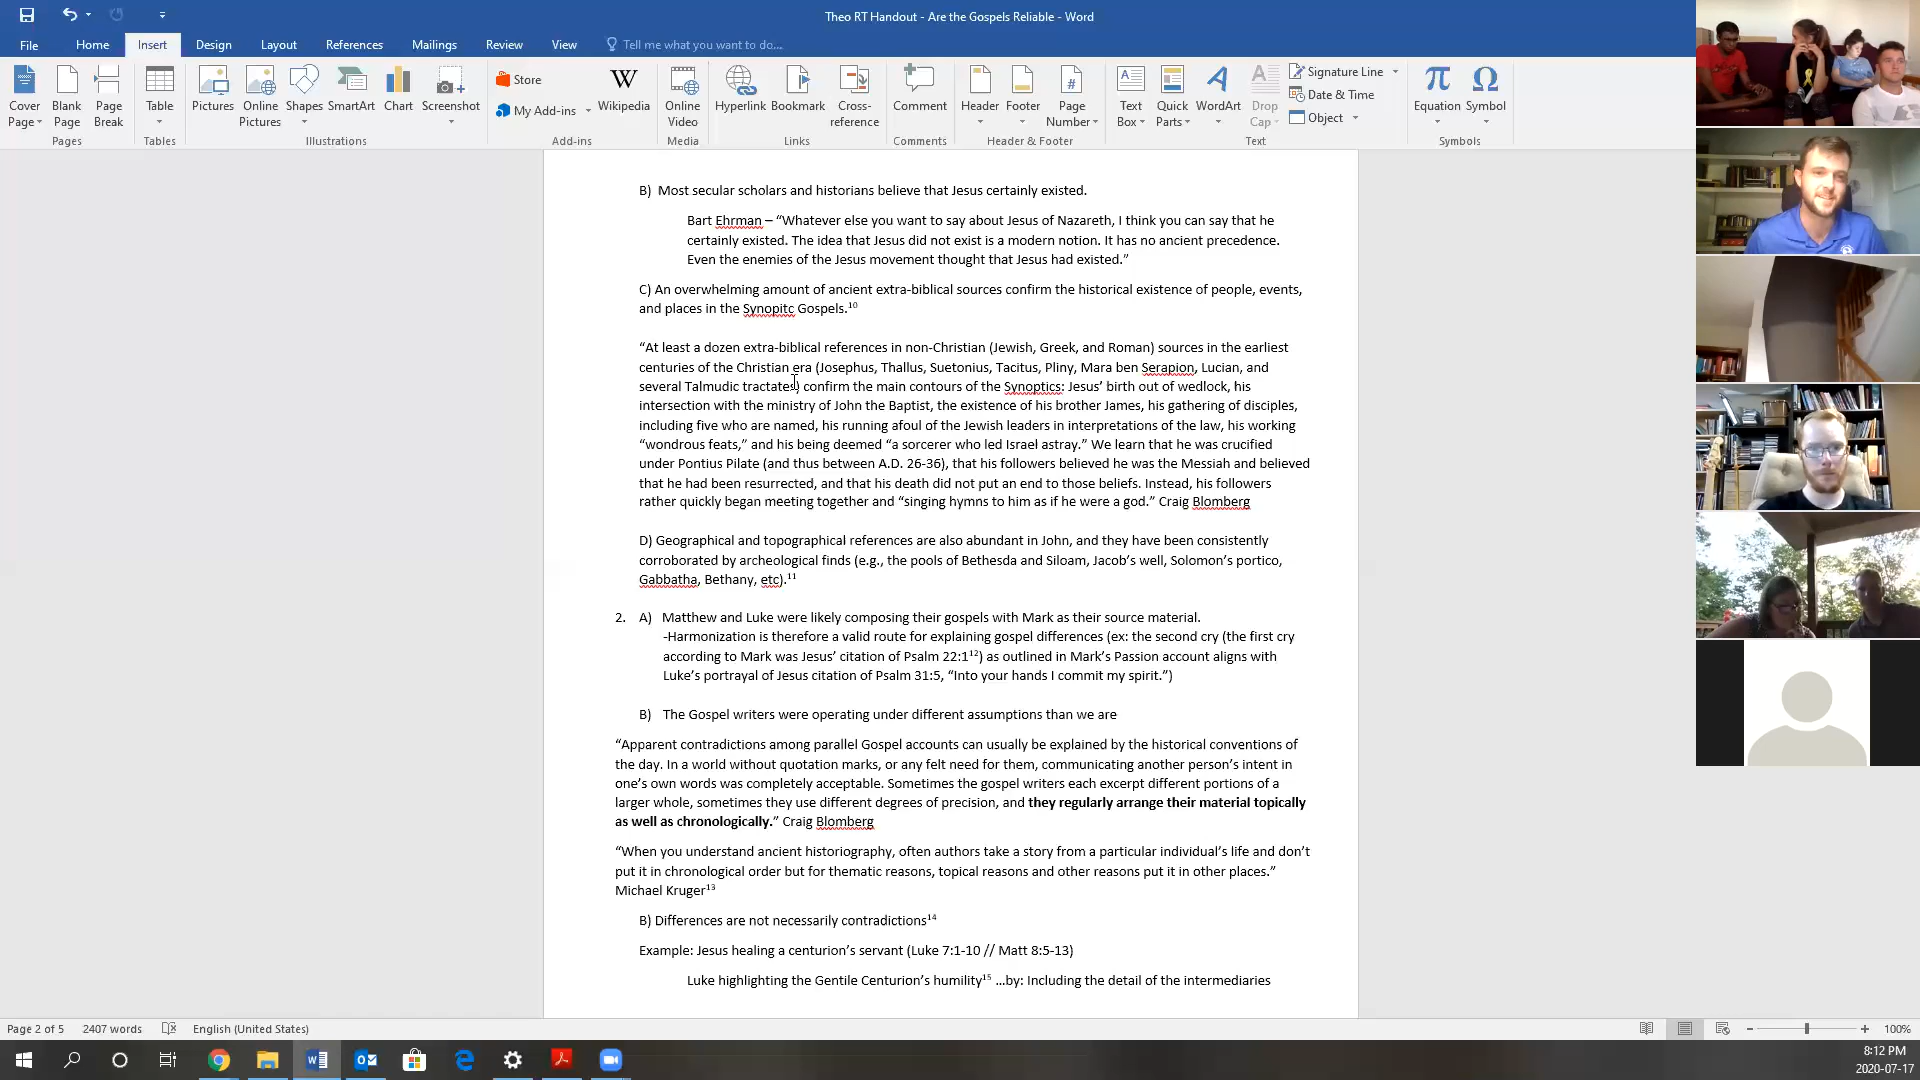 Theo RT Handout - Are the Gospels Reliable - Word
File Home Insert Design Layout References Mailings Review View Tell me what you want to do...
Cover Page Blank Page Page Break Table Pictures Online Pictures Shapes SmartArt Chart Screenshot Store My Add-ins Wikipedia Online Video Hyperlink Bookmark Cross-reference Comment Header Footer Page Number Text Box Quick Parts WordArt Drop Cap Signature Line Date & Time Object Equation Symbol
Pages Tables Illustrations Add-ins Media Links Comments Header & Footer Text Symbols
B) Most secular scholars and historians believe that Jesus certainly existed.
Bart Ehrman – “Whatever else you want to say about Jesus of Nazareth, I think you can say that he
certainly existed. The idea that Jesus did not exist is a modern notion. It has no ancient precedence.
Even the enemies of the Jesus movement thought that Jesus had existed.”
C) An overwhelming amount of ancient extra-biblical sources confirm the historical existence of people, events,
and places in the Synopitc Gospels.10
“At least a dozen extra-biblical references in non-Christian (Jewish, Greek, and Roman) sources in the earliest
centuries of the Christian era (Josephus, Thallus, Suetonius, Tacitus, Pliny, Mara ben Serapion, Lucian, and
several Talmudic tractates) confirm the main contours of the Synoptics: Jesus’ birth out of wedlock, his
intersection with the ministry of John the Baptist, the existence of his brother James, his gathering of disciples,
including five who are named, his running afoul of the Jewish leaders in interpretations of the law, his working
“wondrous feats,” and his being deemed “a sorcerer who led Israel astray.” We learn that he was crucified
under Pontius Pilate (and thus between A.D. 26-36), that his followers believed he was the Messiah and believed
that he had been resurrected, and that his death did not put an end to those beliefs. Instead, his followers
rather quickly began meeting together and “singing hymns to him as if he were a god.” Craig Blomberg
D) Geographical and topographical references are also abundant in John, and they have been consistently
corroborated by archeological finds (e.g., the pools of Bethesda and Siloam, Jacob’s well, Solomon’s portico,
Gabbatha, Bethany, etc).11
2. A) Matthew and Luke were likely composing their gospels with Mark as their source material.
-Harmonization is therefore a valid route for explaining gospel differences (ex: the second cry (the first cry
according to Mark was Jesus’ citation of Psalm 22:112) as outlined in Mark’s Passion account aligns with
Luke’s portrayal of Jesus citation of Psalm 31:5, “Into your hands I commit my spirit.”)
B) The Gospel writers were operating under different assumptions than we are
“Apparent contradictions among parallel Gospel accounts can usually be explained by the historical conventions of
the day. In a world without quotation marks, or any felt need for them, communicating another person’s intent in
one’s own words was completely acceptable. Sometimes the gospel writers each excerpt different portions of a
larger whole, sometimes they use different degrees of precision, and they regularly arrange their material topically
as well as chronologically.” Craig Blomberg
“When you understand ancient historiography, often authors take a story from a particular individual’s life and don’t
put it in chronological order but for thematic reasons, topical reasons and other reasons put it in other places.”
Michael Kruger13
B) Differences are not necessarily contradictions14
Example: Jesus healing a centurion’s servant (Luke 7:1-10 // Matt 8:5-13)
Luke highlighting the Gentile Centurion’s humility15 ...by: Including the detail of the intermediaries
Page 2 of 5 2407 words English (United States) 100%
8:12 PM
2020-07-17